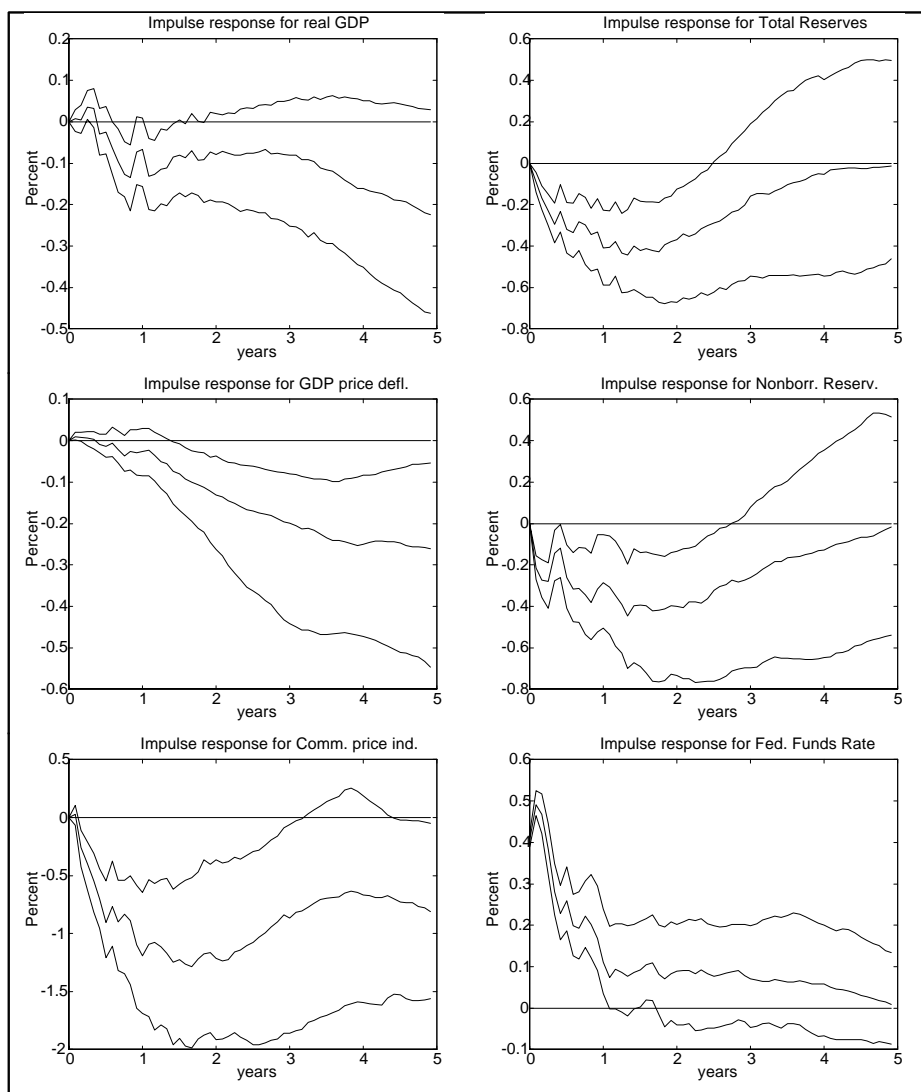 Impulse response for real GDP
Percent
0.2
0.1
0
-0.1
-0.2
-0.3
-0.4
-0.5
0 1 2 3 4 5
years
Impulse response for Total Reserves
Percent
0.6
0.4
0.2
0
-0.2
-0.4
-0.6
-0.8
0 1 2 3 4 5
years
Impulse response for GDP price defl.
Percent
0.1
0
-0.1
-0.2
-0.3
-0.4
-0.5
-0.6
0 1 2 3 4 5
years
Impulse response for Nonborr. Reserv.
Percent
0.6
0.4
0.2
0
-0.2
-0.4
-0.6
-0.8
0 1 2 3 4 5
years
Impulse response for Comm. price ind.
Percent
0.5
0
-0.5
-1
-1.5
-2
0 1 2 3 4 5
years
Impulse response for Fed. Funds Rate
Percent
0.6
0.5
0.4
0.3
0.2
0.1
0
-0.1
0 1 2 3 4 5
years